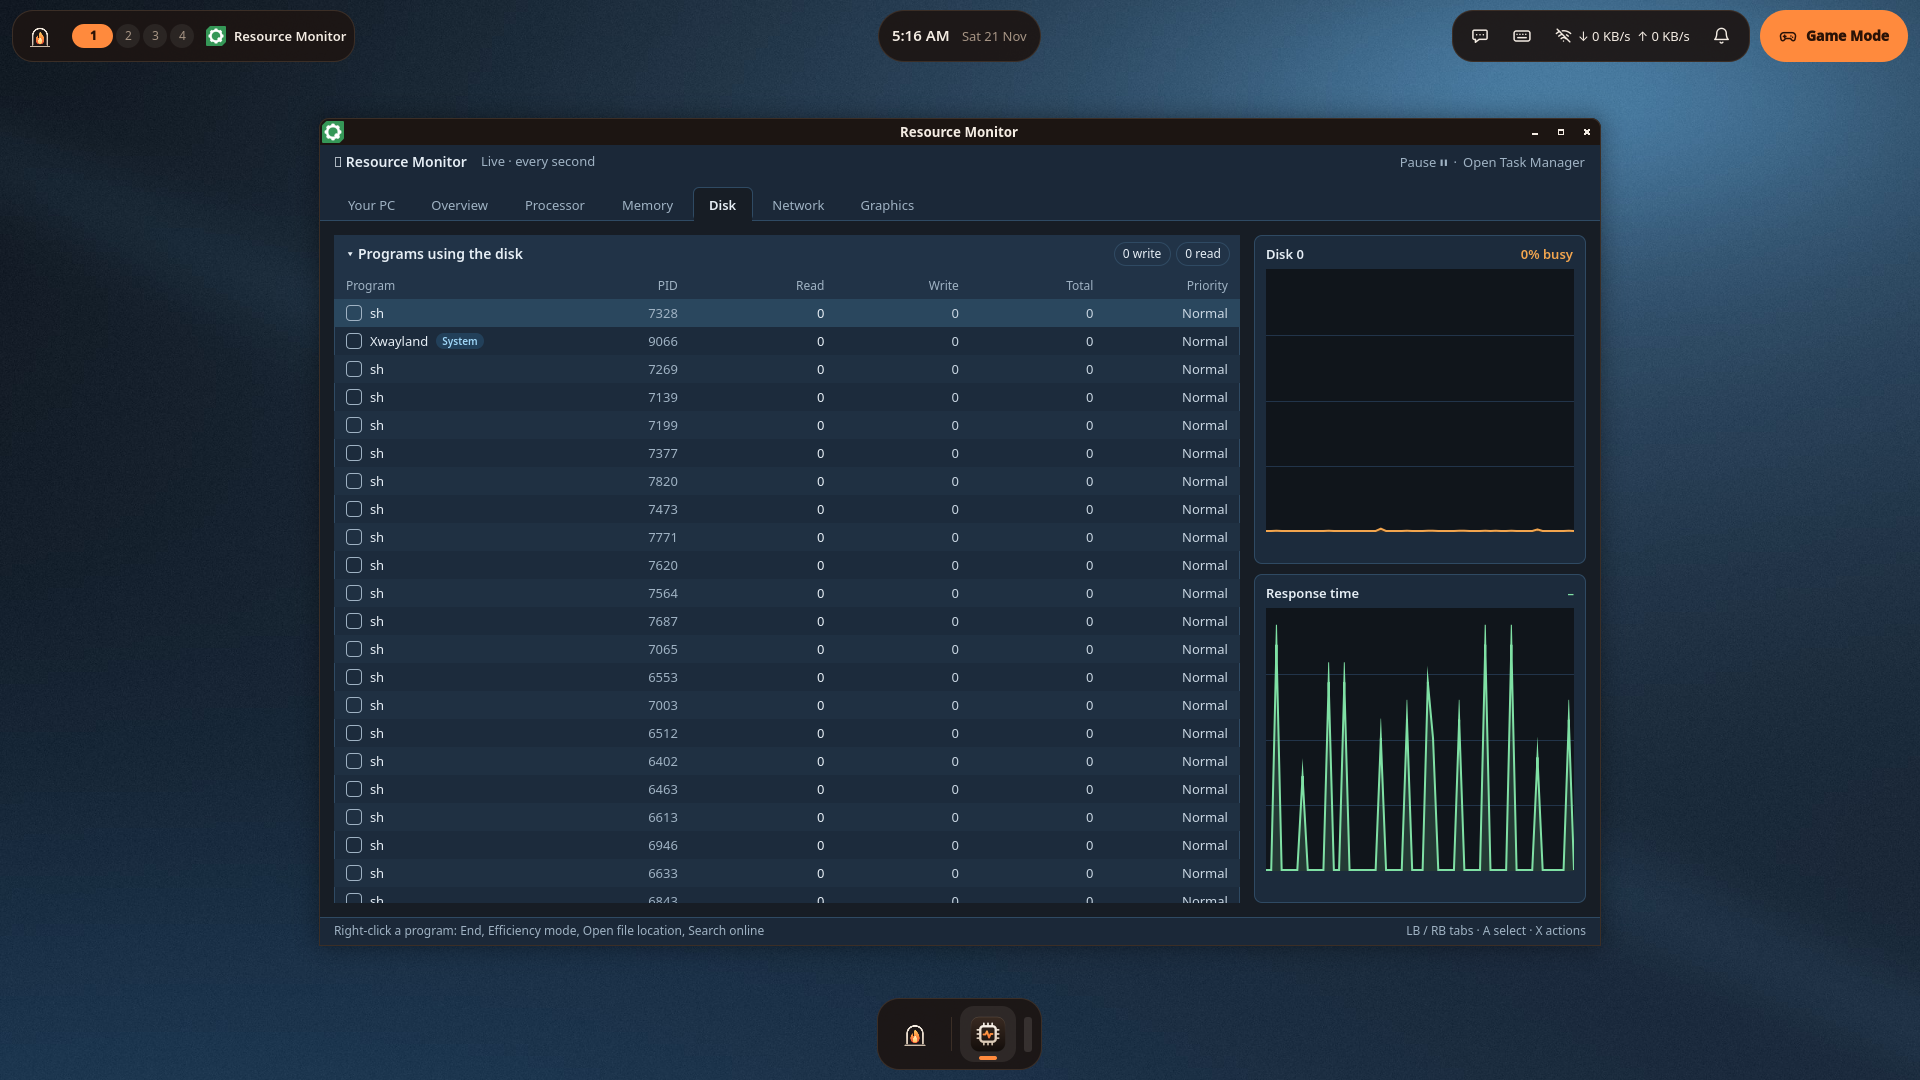 1 2 3 4 Resource Monitor
5:16 AM Sat 21 Nov
↓ 0 KB/s ↑ 0 KB/s
Game Mode
Resource Monitor
Resource Monitor Live · every second
Pause · Open Task Manager
Your PC Overview Processor Memory Disk Network Graphics
Programs using the disk 0 write 0 read
Program PID Read Write Total Priority
sh 7328 0 0 0 Normal
Xwayland System 9066 0 0 0 Normal
sh 7269 0 0 0 Normal
sh 7139 0 0 0 Normal
sh 7199 0 0 0 Normal
sh 7377 0 0 0 Normal
sh 7820 0 0 0 Normal
sh 7473 0 0 0 Normal
sh 7771 0 0 0 Normal
sh 7620 0 0 0 Normal
sh 7564 0 0 0 Normal
sh 7687 0 0 0 Normal
sh 7065 0 0 0 Normal
sh 6553 0 0 0 Normal
sh 7003 0 0 0 Normal
sh 6512 0 0 0 Normal
sh 6402 0 0 0 Normal
sh 6463 0 0 0 Normal
sh 6613 0 0 0 Normal
sh 6946 0 0 0 Normal
sh 6633 0 0 0 Normal
sh 6843 0 0 0 Normal
Disk 0 0% busy
Response time –
Right-click a program: End, Efficiency mode, Open file location, Search online
LB / RB tabs · A select · X actions